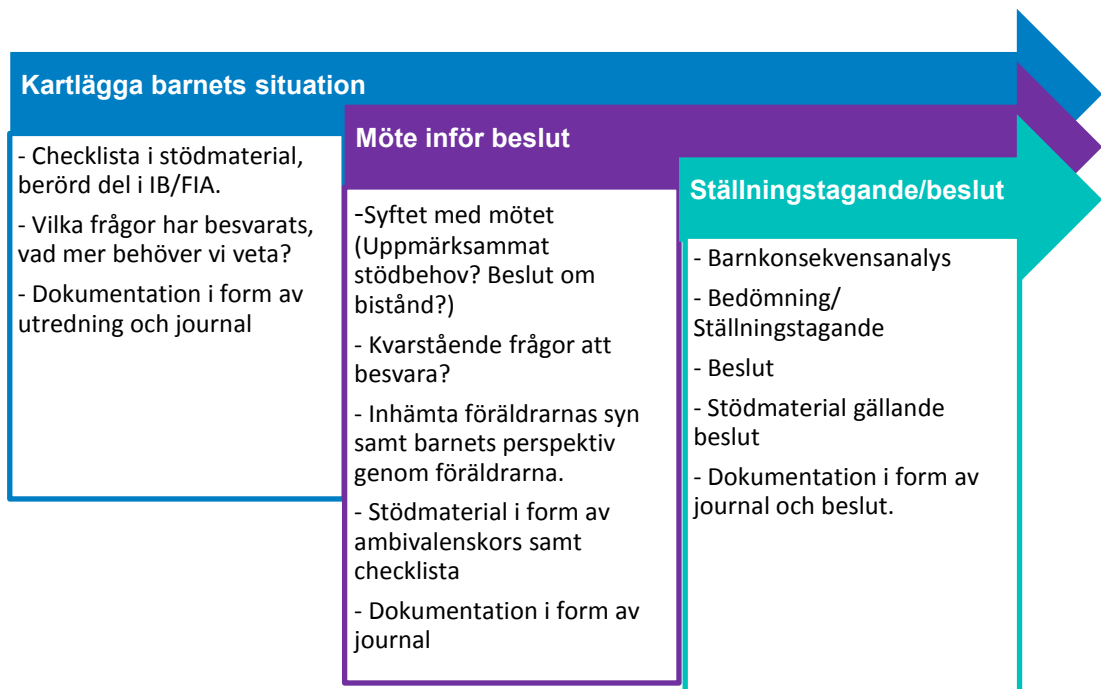 Kartlägga barnets situation
- Checklista i stödmaterial,
berörd del i IB/FIA.
- Vilka frågor har besvarats,
vad mer behöver vi veta?
- Dokumentation i form av
utredning och journal
Möte inför beslut
-Syftet med mötet
(Uppmärksammat
stödbehov? Beslut om
bistånd?)
- Kvarstående frågor att
besvara?
- Inhämta föräldrarnas syn
samt barnets perspektiv
genom föräldrarna.
- Stödmaterial i form av
ambivalenskors samt
checklista
- Dokumentation i form av
journal
Ställningstagande/beslut
- Barnkonsekvensanalys
- Bedömning/
Ställningstagande
- Beslut
- Stödmaterial gällande
beslut
- Dokumentation i form av
journal och beslut.